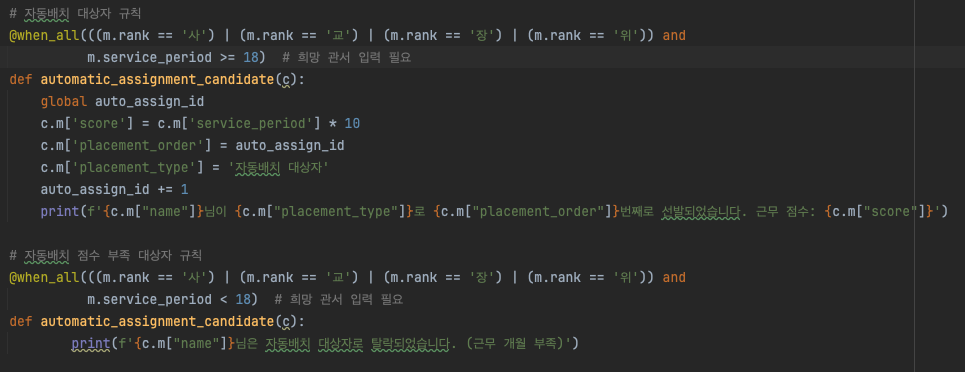 # 자동배치 대상자 규칙
@when_all(((m.rank == '사') | (m.rank == '교') | (m.rank == '장') | (m.rank == '위')) and
          m.service_period >= 18)  # 희망 관서 입력 필요
def automatic_assignment_candidate(c):
    global auto_assign_id
    c.m['score'] = c.m['service_period'] * 10
    c.m['placement_order'] = auto_assign_id
    c.m['placement_type'] = '자동배치 대상자'
    auto_assign_id += 1
    print(f'{c.m["name"]}님이 {c.m["placement_type"]}로 {c.m["placement_order"]}번째로 선발되었습니다. 근무 점수: {c.m["score"]}')
# 자동배치 점수 부족 대상자 규칙
@when_all(((m.rank == '사') | (m.rank == '교') | (m.rank == '장') | (m.rank == '위')) and
          m.service_period < 18)  # 희망 관서 입력 필요
def automatic_assignment_candidate(c):
        print(f'{c.m["name"]}님은 자동배치 대상자로 탈락되었습니다. (근무 개월 부족)')